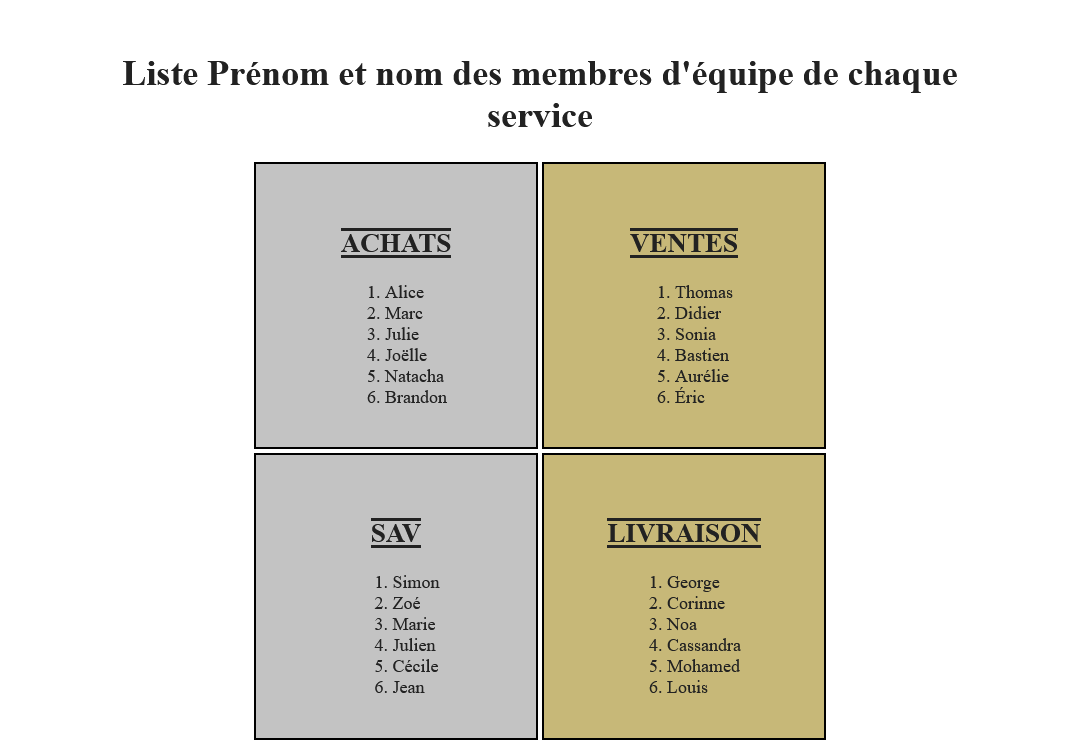 Liste Prénom et nom des membres d'équipe de chaque
service
ACHATS
1. Alice
2. Marc
3. Julie
4. Joëlle
5. Natacha
6. Brandon
VENTES
1. Thomas
2. Didier
3. Sonia
4. Bastien
5. Aurélie
6. Éric
SAV
1. Simon
2. Zoé
3. Marie
4. Julien
5. Cécile
6. Jean
LIVRAISON
1. George
2. Corinne
3. Noa
4. Cassandra
5. Mohamed
6. Louis